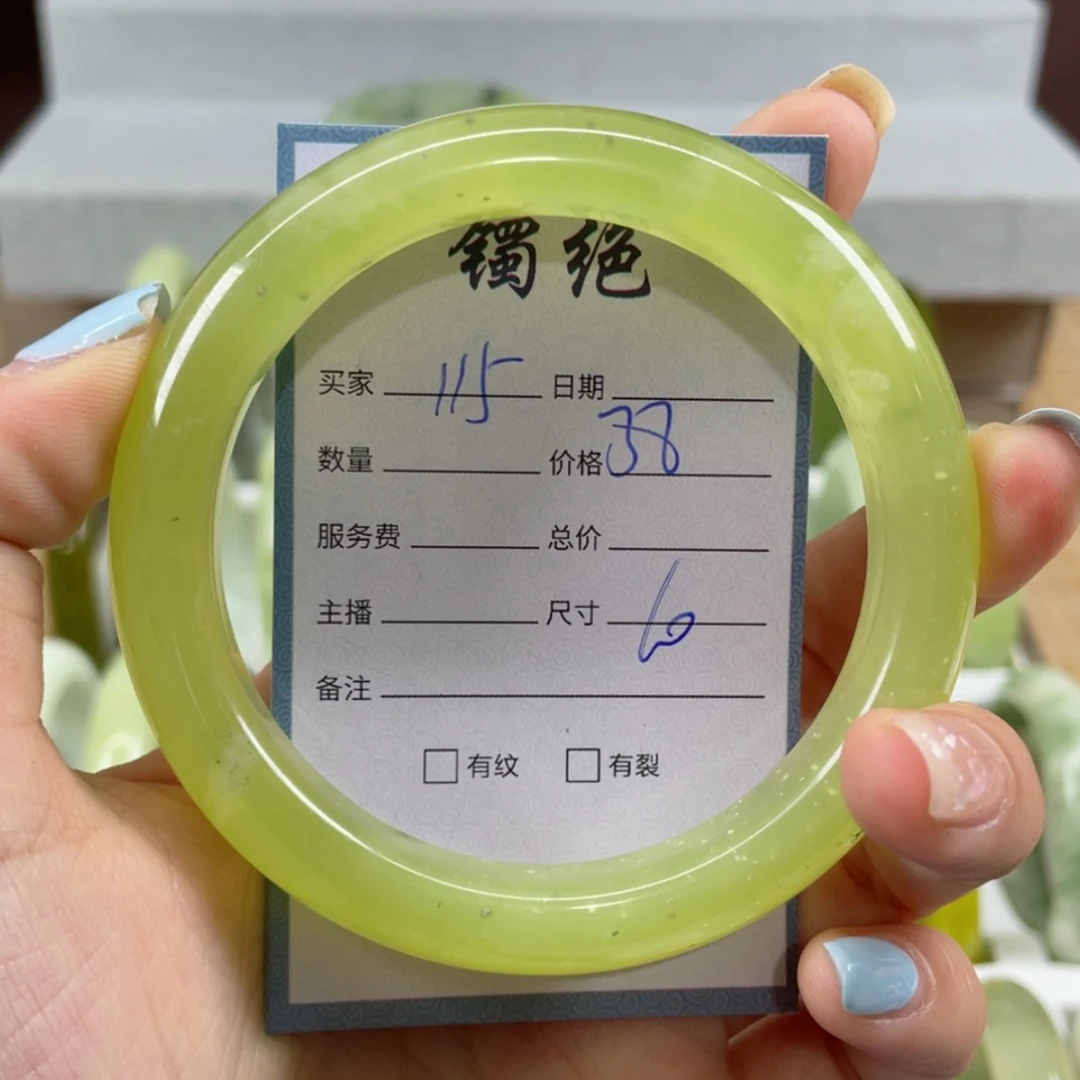 镯绝
买家 115 日期
数量 价格 38
服务费 总价
主播 尺寸 60
备注
□ 有纹 □ 有裂